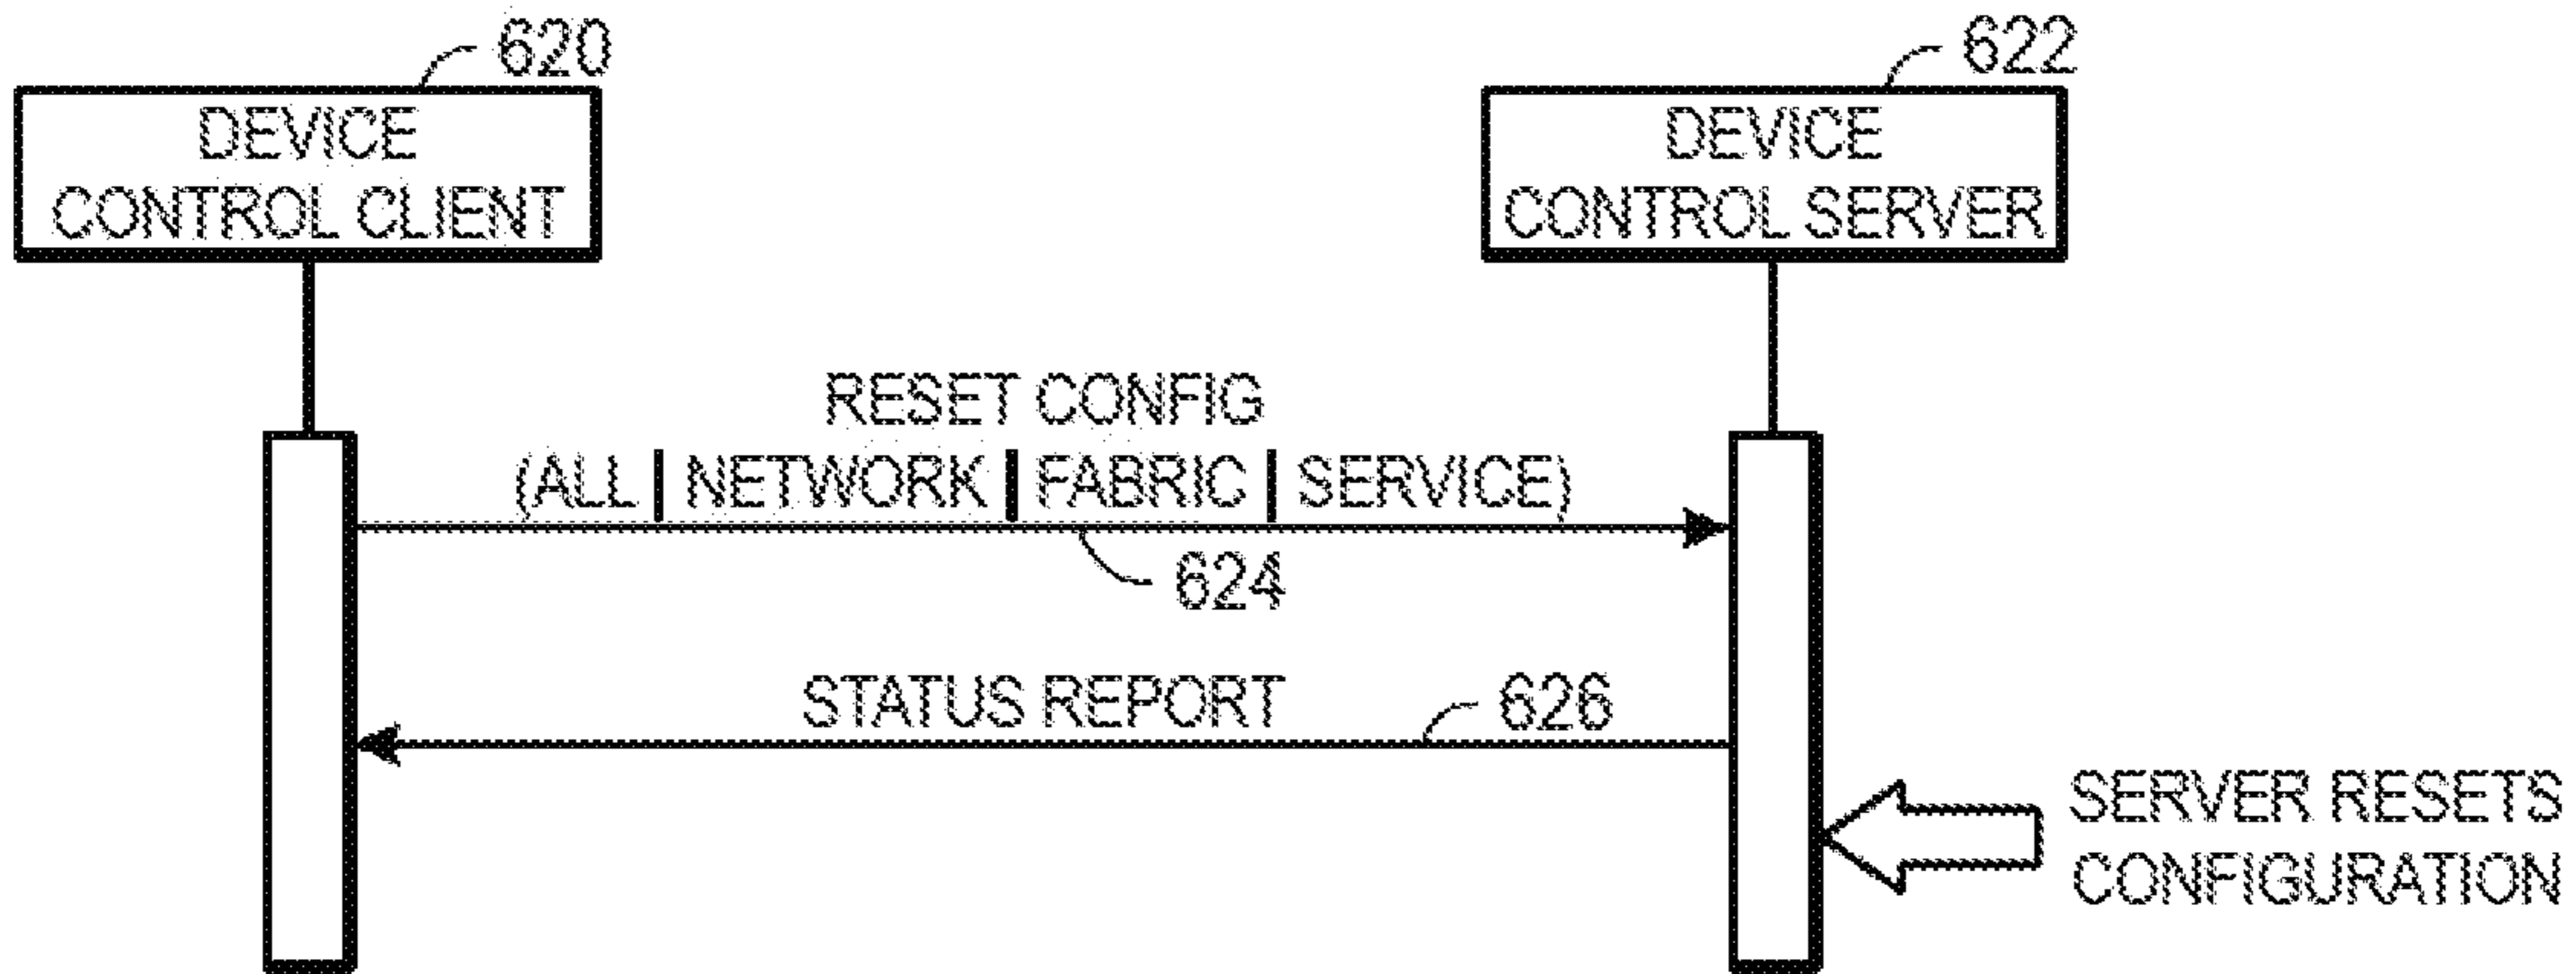 620
622
DEVICE
CONTROL CLIENT
DEVICE
CONTROL SERVER
RESET CONFIG
(ALL | NETWORK | FABRIC | SERVICE)
624
STATUS REPORT
626
SERVER RESETS
CONFIGURATION